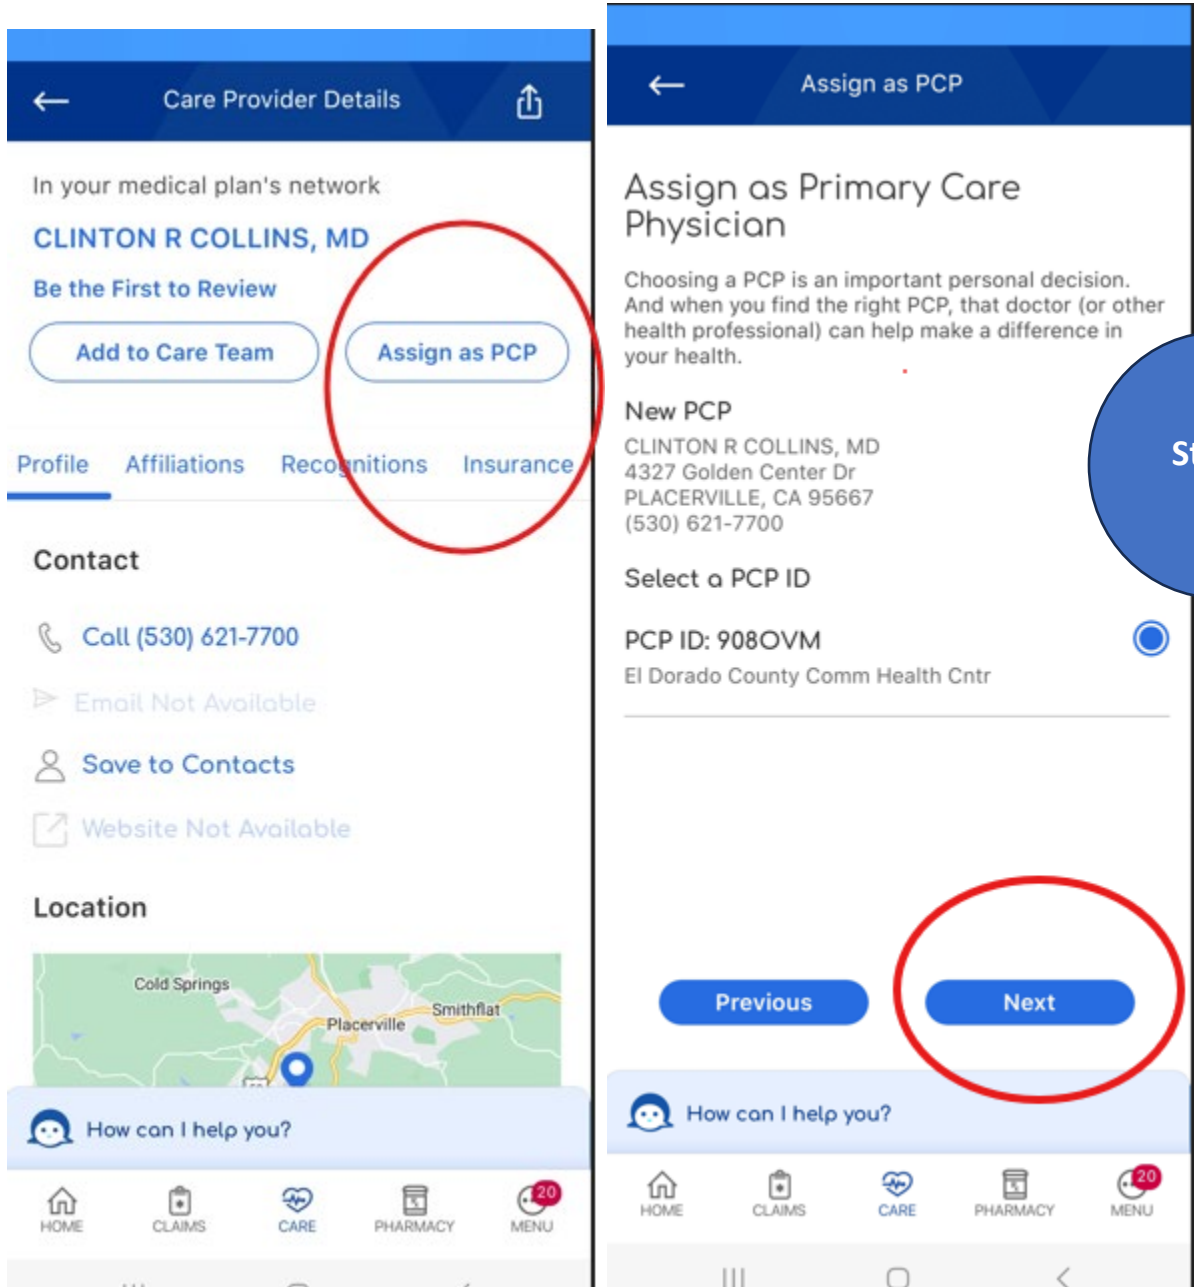 Care Provider Details
In your medical plan's network
CLINTON R COLLINS, MD
Be the First to Review
Add to Care Team
Assign as PCP
Profile Affiliations Recognitions Insurance
Contact
Call (530) 621-7700
Email Not Available
Save to Contacts
Website Not Available
Location
Cold Springs
Smithflat
Placerville
How can I help you?
HOME CLAIMS CARE PHARMACY 20 MENU
Assign as PCP
Assign as Primary Care
Physician
Choosing a PCP is an important personal decision.
And when you find the right PCP, that doctor (or other
health professional) can help make a difference in
your health.
New PCP
CLINTON R COLLINS, MD
4327 Golden Center Dr
PLACERVILLE, CA 95667
(530) 621-7700
Select a PCP ID
PCP ID: 908OVM
El Dorado County Comm Health Cntr
Previous
Next
How can I help you?
HOME CLAIMS CARE PHARMACY 20 MENU